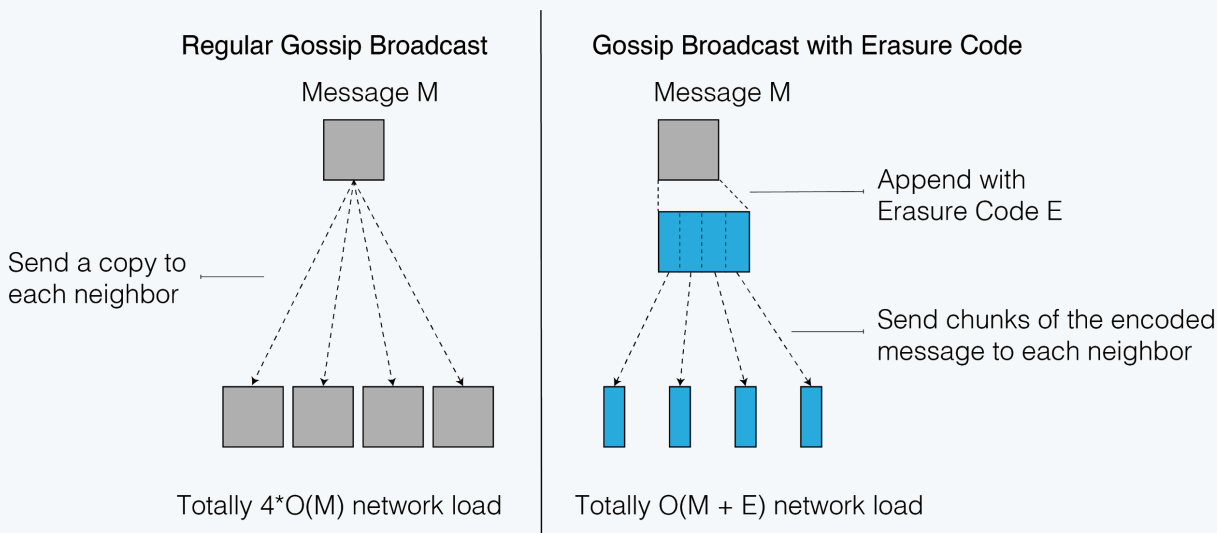 Regular Gossip Broadcast
Message M
Send a copy to
each neighbor
Totally 4*O(M) network load
Gossip Broadcast with Erasure Code
Message M
Append with
Erasure Code E
Send chunks of the encoded
message to each neighbor
Totally O(M + E) network load